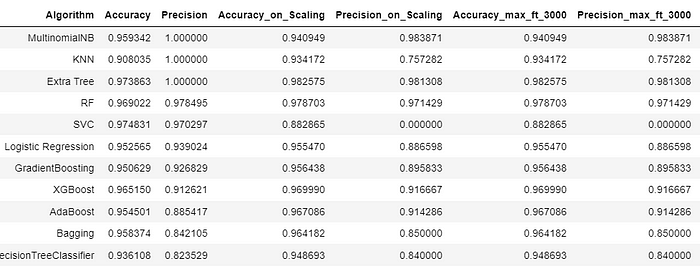 Algorithm Accuracy Precision Accuracy_on_Scaling Precision_on_Scaling Accuracy_max_ft_3000 Precision_max_ft_3000
MultinomialNB 0.959342 1.000000 0.940949 0.983871 0.940949 0.983871
KNN 0.908035 1.000000 0.934172 0.757282 0.934172 0.757282
Extra Tree 0.973863 1.000000 0.982575 0.981308 0.982575 0.981308
RF 0.969022 0.978495 0.978703 0.971429 0.978703 0.971429
SVC 0.974831 0.970297 0.882865 0.000000 0.882865 0.000000
Logistic Regression 0.952565 0.939024 0.955470 0.886598 0.955470 0.886598
GradientBoosting 0.950629 0.926829 0.956438 0.895833 0.956438 0.895833
XGBoost 0.965150 0.912621 0.969990 0.916667 0.969990 0.916667
AdaBoost 0.954501 0.885417 0.967086 0.914286 0.967086 0.914286
Bagging 0.958374 0.842105 0.964182 0.850000 0.964182 0.850000
ecisionTreeClassifier 0.936108 0.823529 0.948693 0.840000 0.948693 0.840000